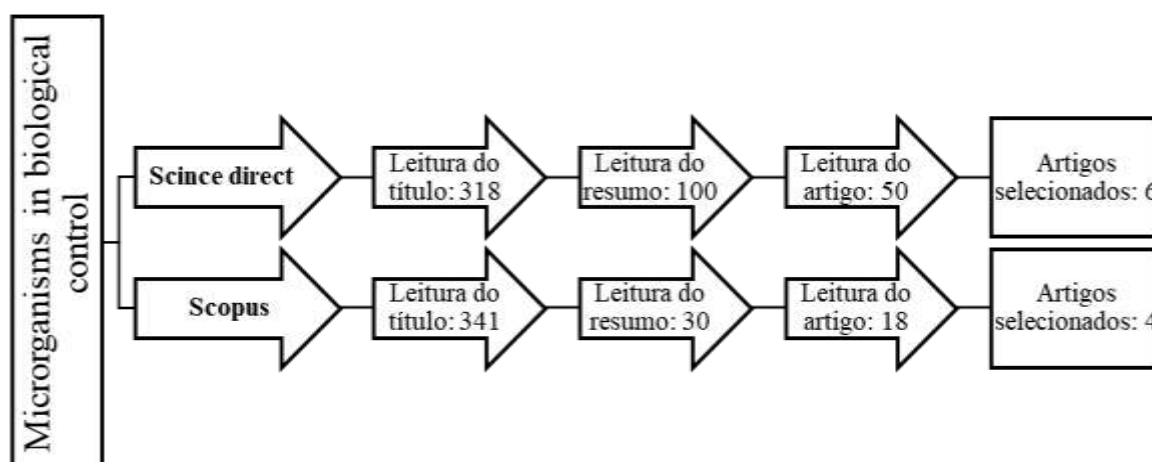 Microrganisms in biological
control
Scince direct
Leitura do
título: 318
Leitura do
resumo: 100
Leitura do
artigo: 50
Artigos
selecionados: 6
Scopus
Leitura do
título: 341
Leitura do
resumo: 30
Leitura do
artigo: 18
Artigos
selecionados: 4